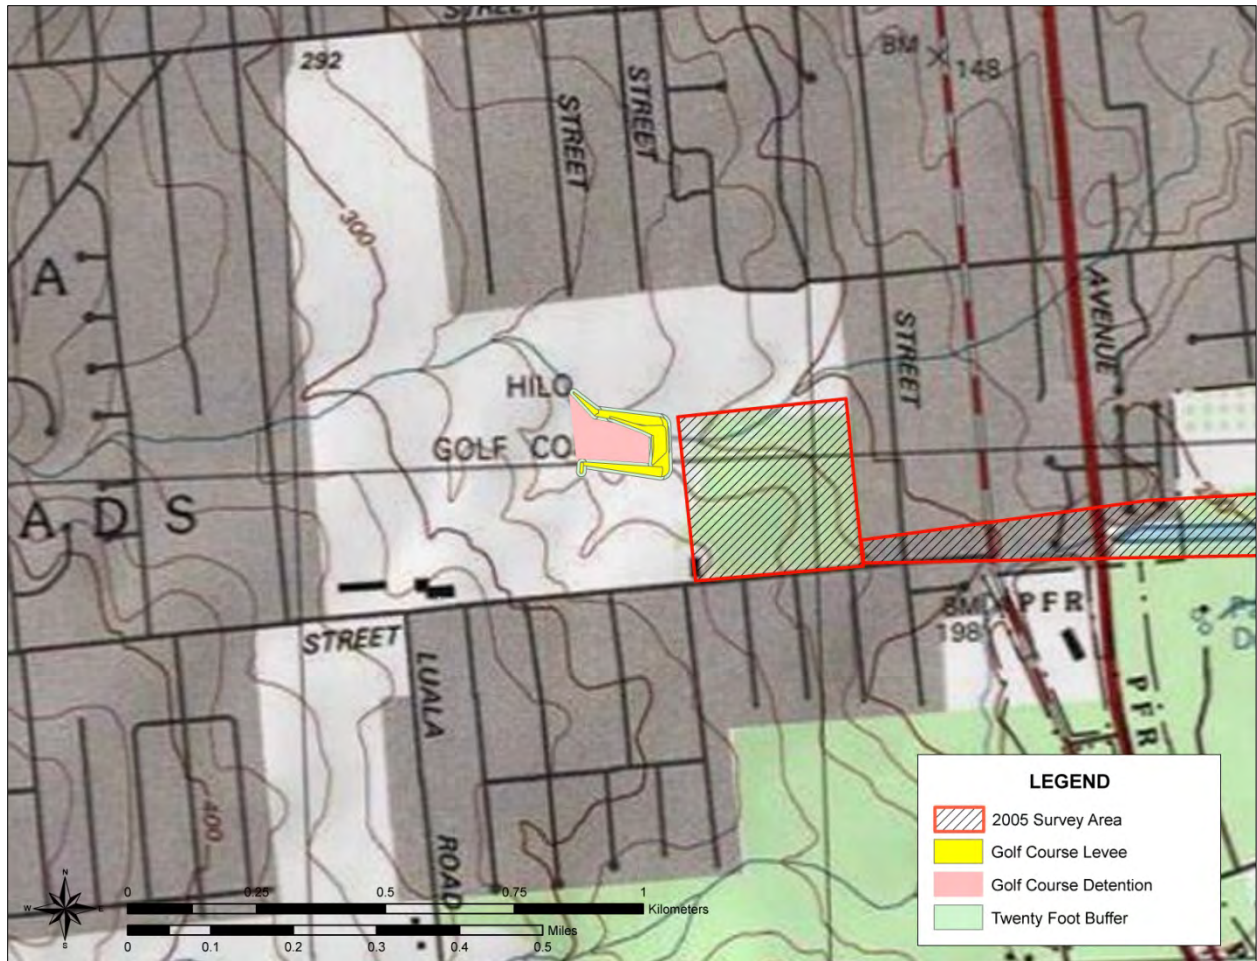 STREET
292
BM
148
STREET
STREET
300
A
AVENUE
STREET
HILO
GOLF CO
A D S
BM
PFR
198
D
STREET
LUALA
ROAD
PFR
400
LEGEND
2005 Survey Area
Golf Course Levee
Golf Course Detention
Twenty Foot Buffer
N
W
E
S
0 0.25 0.5 0.75 1
Kilometers
Miles
0 0.1 0.2 0.3 0.4 0.5